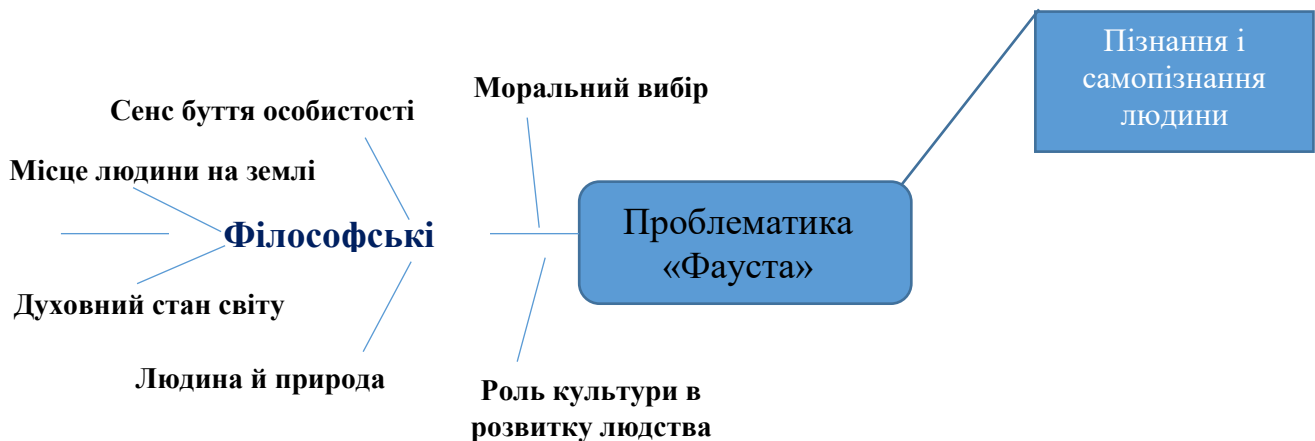 Пізнання і
самопізнання
людини
Моральний вибір
Сенс буття особистості
Місце людини на землі
Філософські
Проблематика
«Фауста»
Духовний стан світу
Людина й природа
Роль культури в
розвитку людства